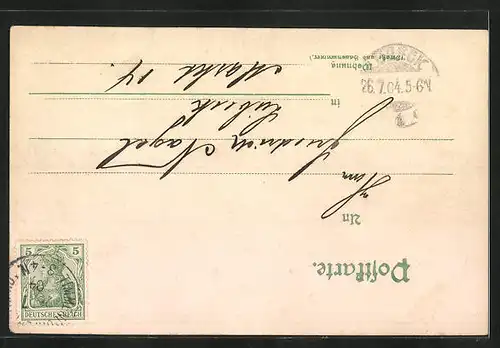 Postkarte.
An
Herrn
Friedrich Nagel
in Lübeck
Wohnung Markt 14.
(Straße und Hausnummer.)
26.7.04.5-6N.
5
DEUTSCHES REICH